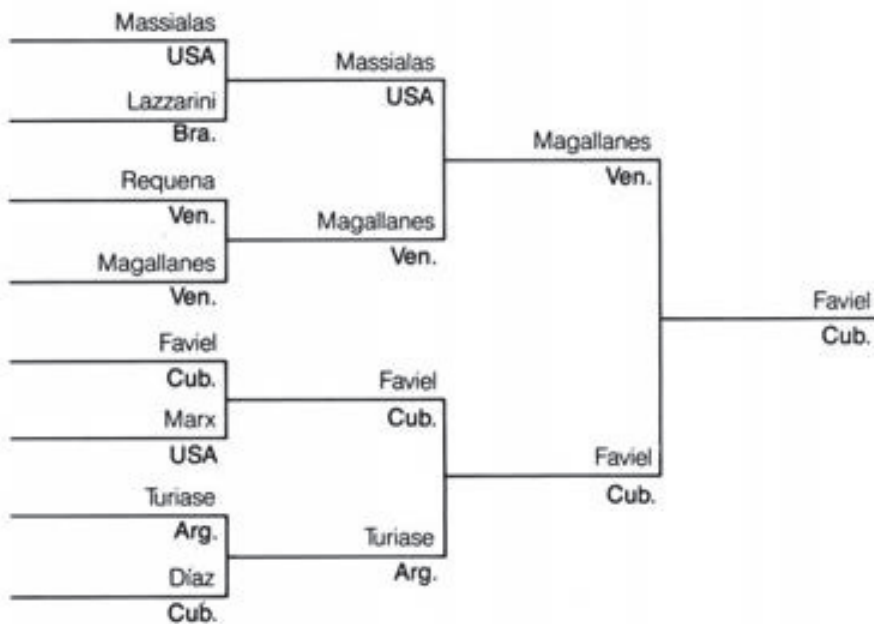 Massialas
USA
Lazzarini
Bra.
Requena
Ven.
Magallanes
Ven.
Faviel
Cub.
Marx
USA
Turiase
Arg.
Díaz
Cub.
Massialas
USA
Magallanes
Ven.
Faviel
Cub.
Turiase
Arg.
Magallanes
Ven.
Faviel
Cub.
Faviel
Cub.